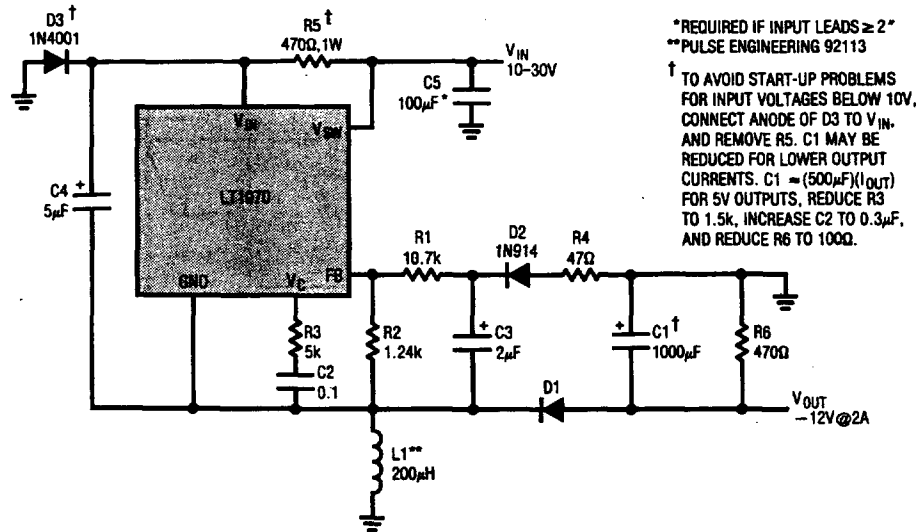 D3†
1N4001
R5†
470Ω,1W
VIN
10-30V
C5
100μF*
VIN
VSW
LT1070
C4
+
5μF
GND
VC
FB
R1
10.7k
D2
1N914
R4
47Ω
R3
5k
C2
0.1
R2
1.24k
+
C3
2μF
+
C1†
1000μF
R6
470Ω
D1
VOUT
−12V@2A
L1**
200μH
*REQUIRED IF INPUT LEADS ≥ 2"
**PULSE ENGINEERING 92113
† TO AVOID START-UP PROBLEMS
FOR INPUT VOLTAGES BELOW 10V,
CONNECT ANODE OF D3 TO VIN,
AND REMOVE R5. C1 MAY BE
REDUCED FOR LOWER OUTPUT
CURRENTS. C1 ≈ (500μF)(IOUT)
FOR 5V OUTPUTS, REDUCE R3
TO 1.5k, INCREASE C2 TO 0.3μF,
AND REDUCE R6 TO 100Ω.